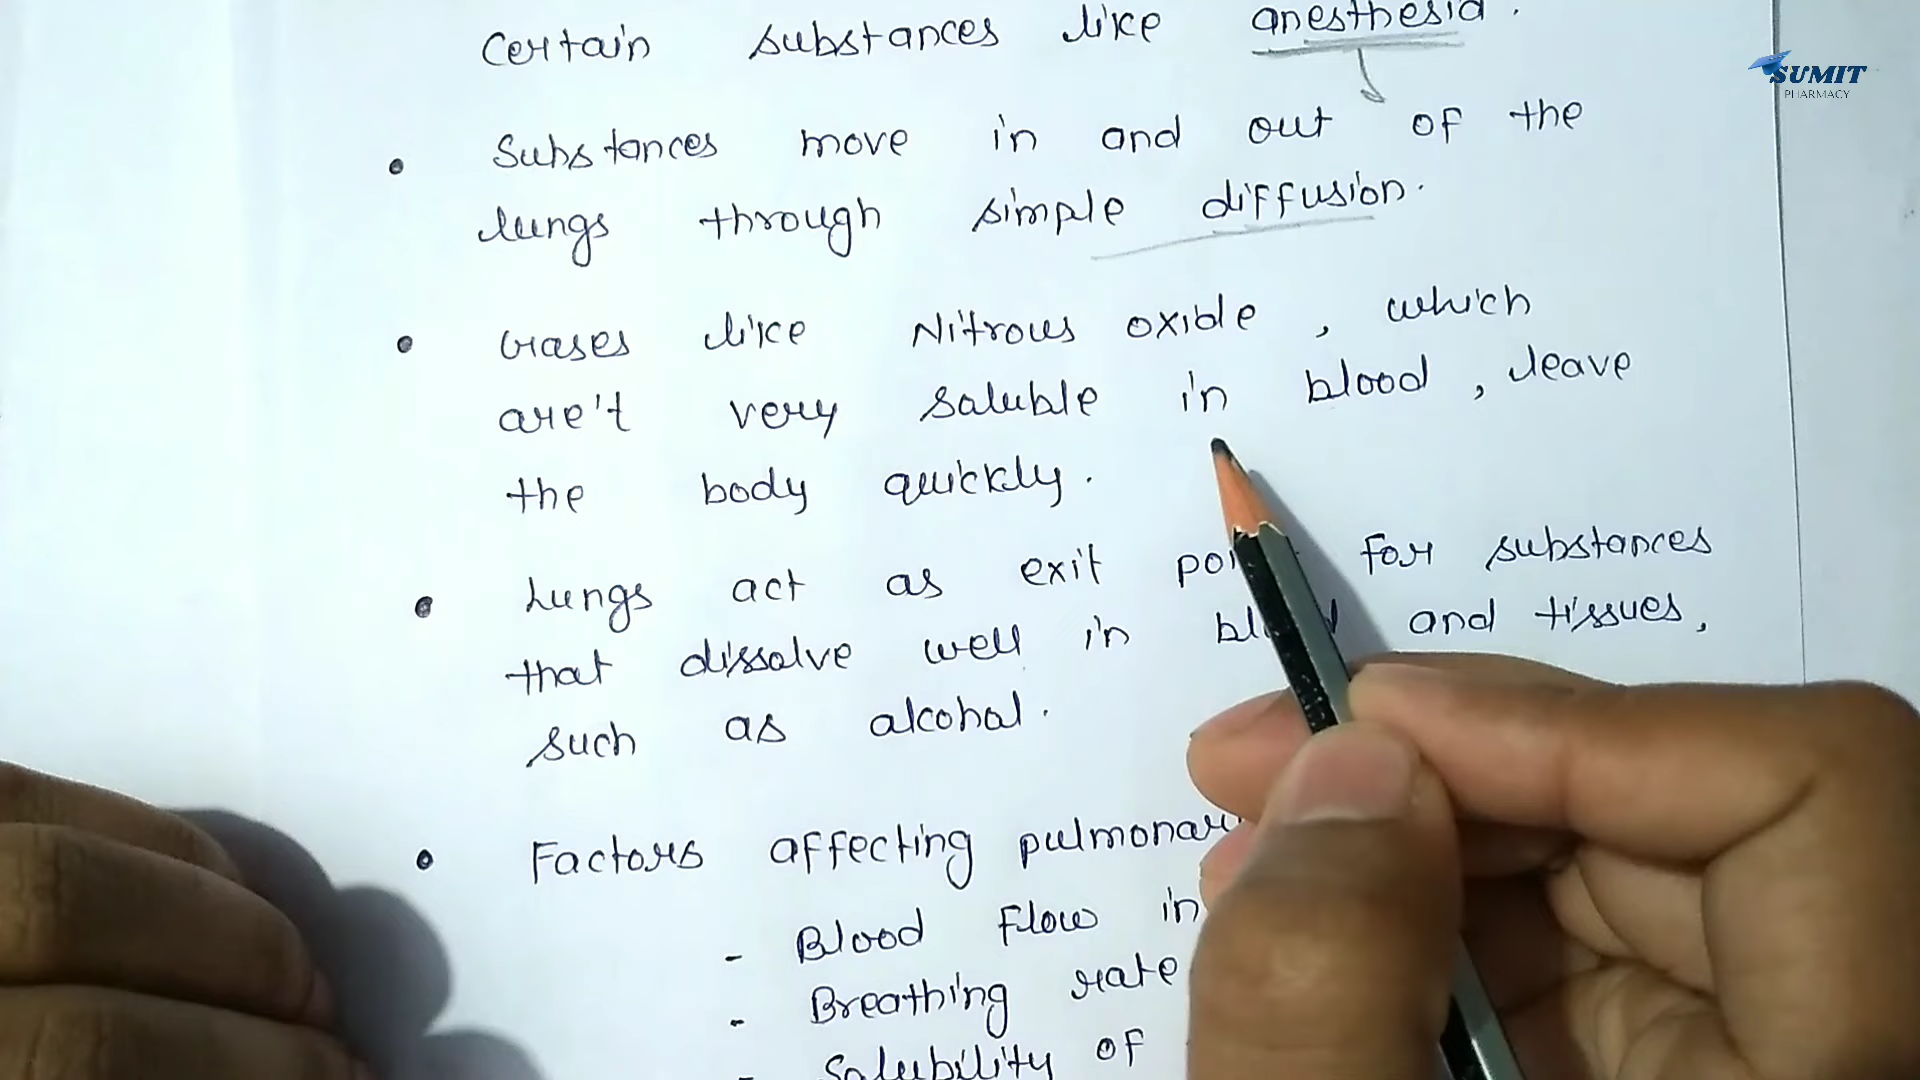 Certain substances like anesthesia.
SUMIT
PHARMACY
• Substances move in and out of the
lungs through simple diffusion.
• Gases like Nitrous oxide, which
are't very soluble in blood, leave
the body quickly.
• Lungs act as exit for substances
that dissolve well in and tissues,
such as alcohol.
• Factors affecting
- Blood flow in
- Breathing rate
- Solubility of